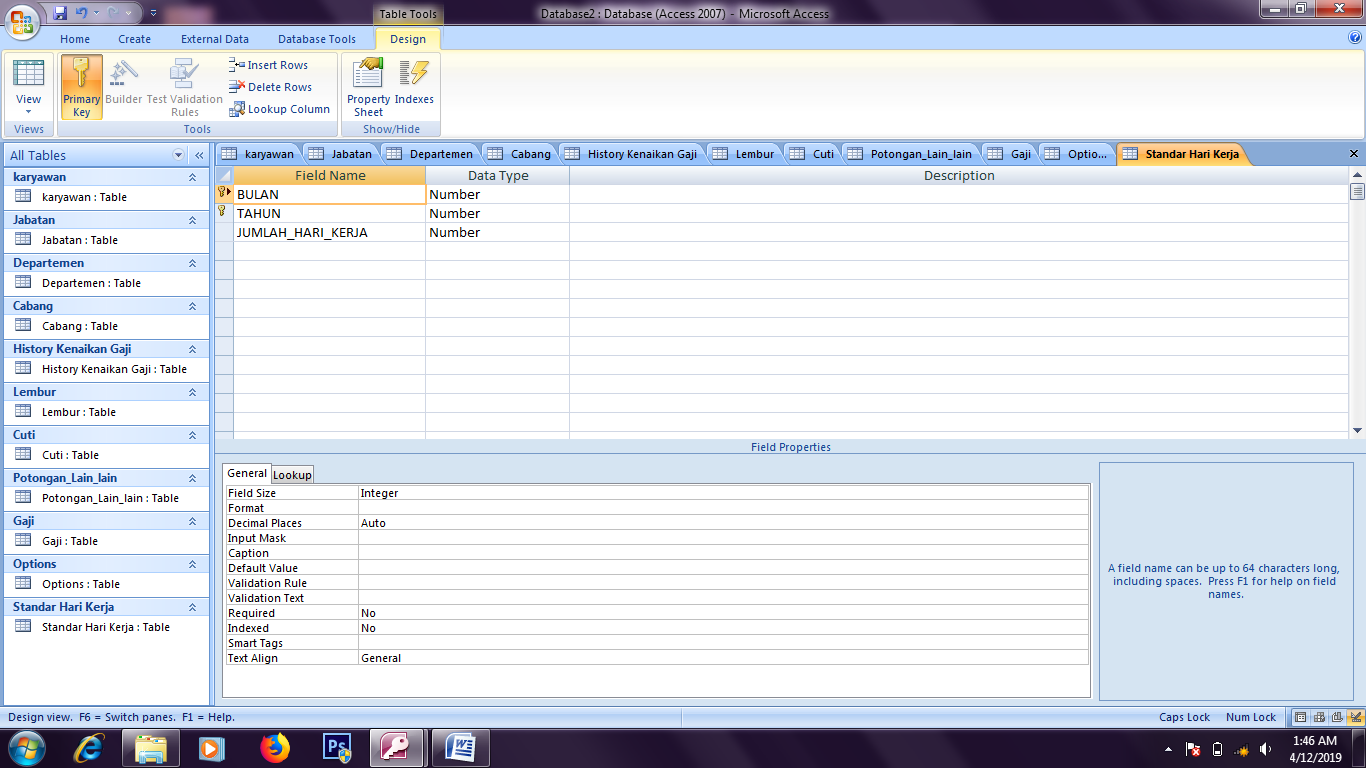 Table Tools
Database2 : Database (Access 2007) - Microsoft Access
Home Create External Data Database Tools Design
View
Primary Key
Builder
Test Validation Rules
Insert Rows
Delete Rows
Lookup Column
Property Sheet
Indexes
Views Tools Show/Hide
All Tables
karyawan Jabatan Departemen Cabang History Kenaikan Gaji Lembur Cuti Potongan_Lain_lain Gaji Optio... Standar Hari Kerja
karyawan
karyawan : Table
Jabatan
Jabatan : Table
Departemen
Departemen : Table
Cabang
Cabang : Table
History Kenaikan Gaji
History Kenaikan Gaji : Table
Lembur
Lembur : Table
Cuti
Cuti : Table
Potongan_Lain_lain
Potongan_Lain_lain : Table
Gaji
Gaji : Table
Options
Options : Table
Standar Hari Kerja
Standar Hari Kerja : Table
Field Name Data Type Description
BULAN Number
TAHUN Number
JUMLAH_HARI_KERJA Number
Field Properties
General Lookup
Field Size Integer
Format
Decimal Places Auto
Input Mask
Caption
Default Value
Validation Rule
Validation Text
Required No
Indexed No
Smart Tags
Text Align General
A field name can be up to 64 characters long,
including spaces. Press F1 for help on field
names.
Design view. F6 = Switch panes. F1 = Help.
Caps Lock Num Lock
Ps
1:46 AM
4/12/2019